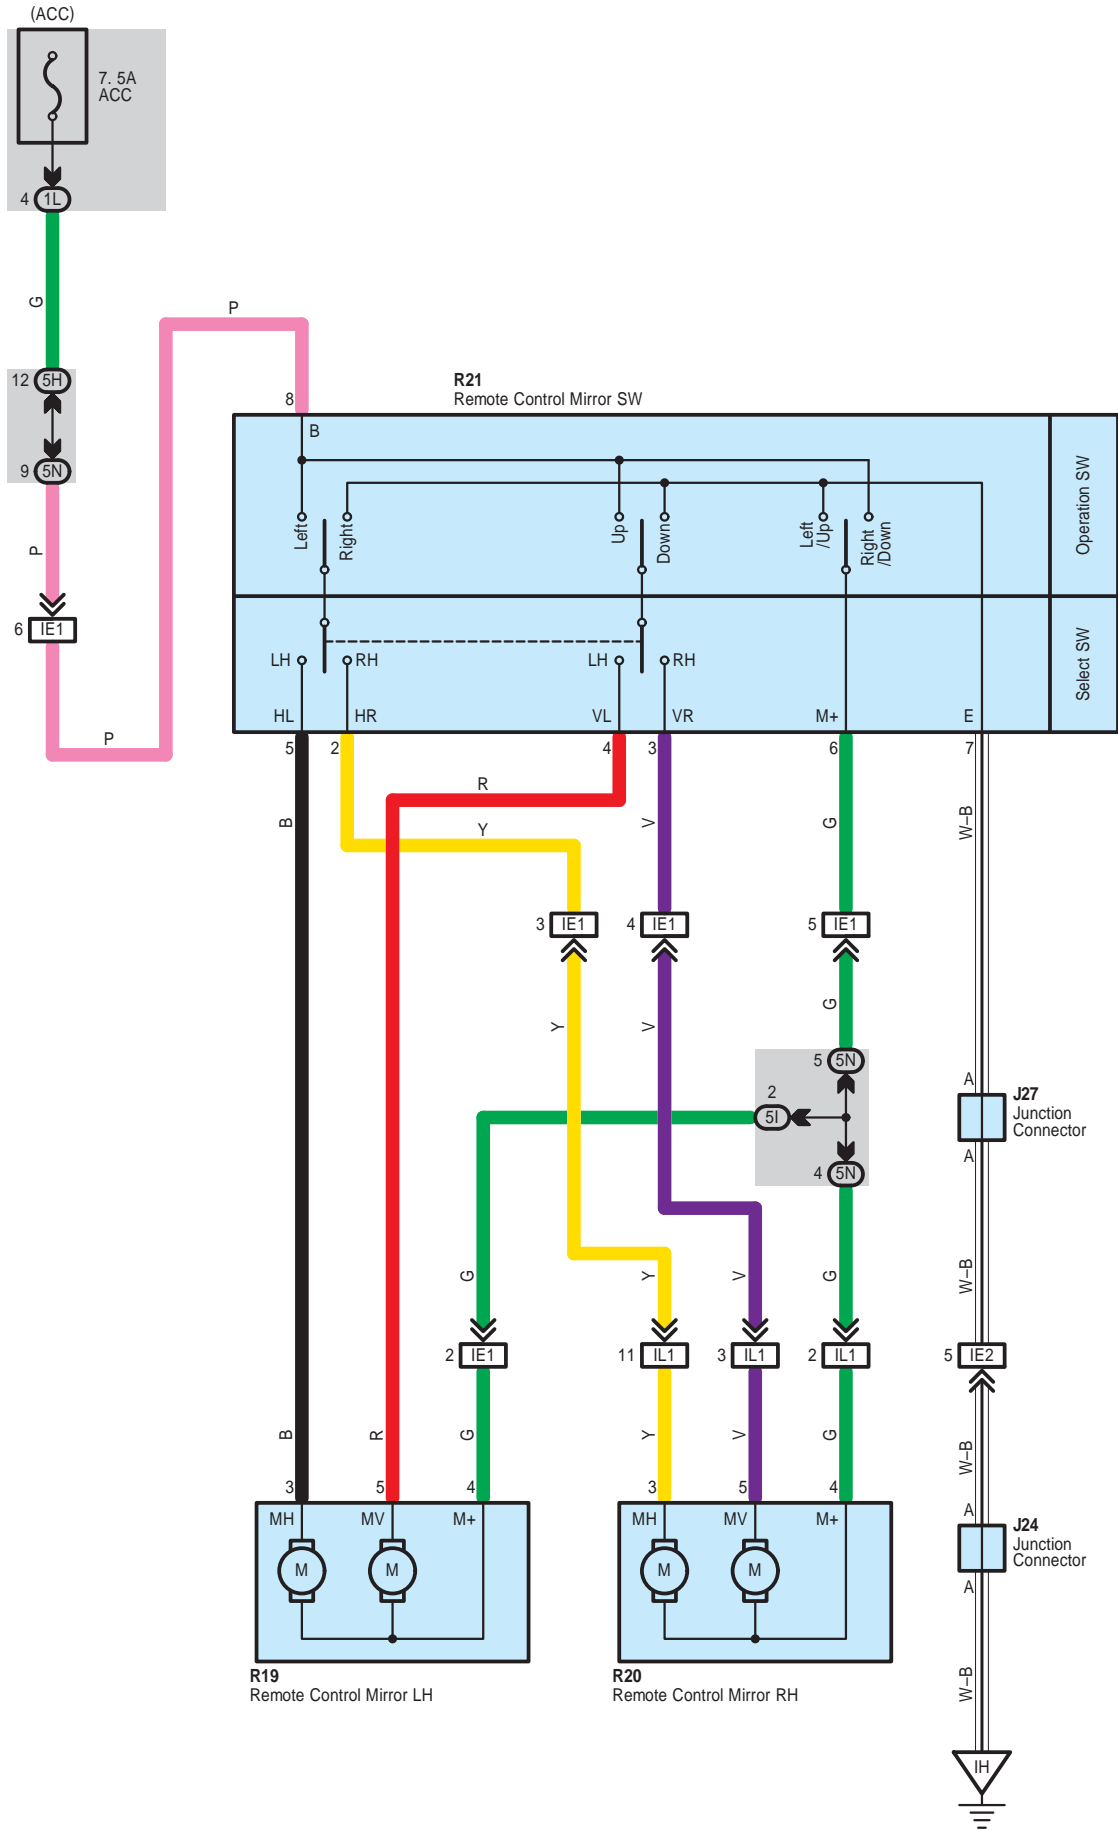 (ACC)
7. 5A
ACC
4 1L
G
P
12 5H
R21
Remote Control Mirror SW
8
B
9 5N
Left
Right
Up
Down
Left
/Up
Right
/Down
Operation SW
P
6 IE1
LH
RH
LH
RH
Select SW
HL
HR
VL
VR
M+
E
P
5
2
4
3
6
7
R
B
Y
V
G
W–B
3 IE1
4 IE1
5 IE1
Y
V
G
5 5N
2
5I
A
J27
Junction
Connector
A
4 5N
G
Y
V
G
W–B
2 IE1
11 IL1
3 IL1
2 IL1
5 IE2
B
R
G
Y
V
G
W–B
3
5
4
3
5
4
MH
MV
M+
MH
MV
M+
A
J24
Junction
Connector
A
M
M
M
M
R19
Remote Control Mirror LH
R20
Remote Control Mirror RH
W–B
IH